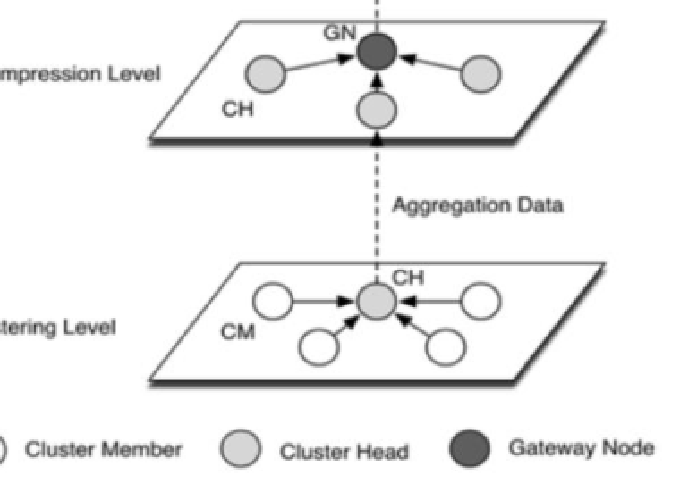 GN
mpression Level
CH
Aggregation Data
CH
CM
tering Level
Cluster Member
Cluster Head
Gateway Node